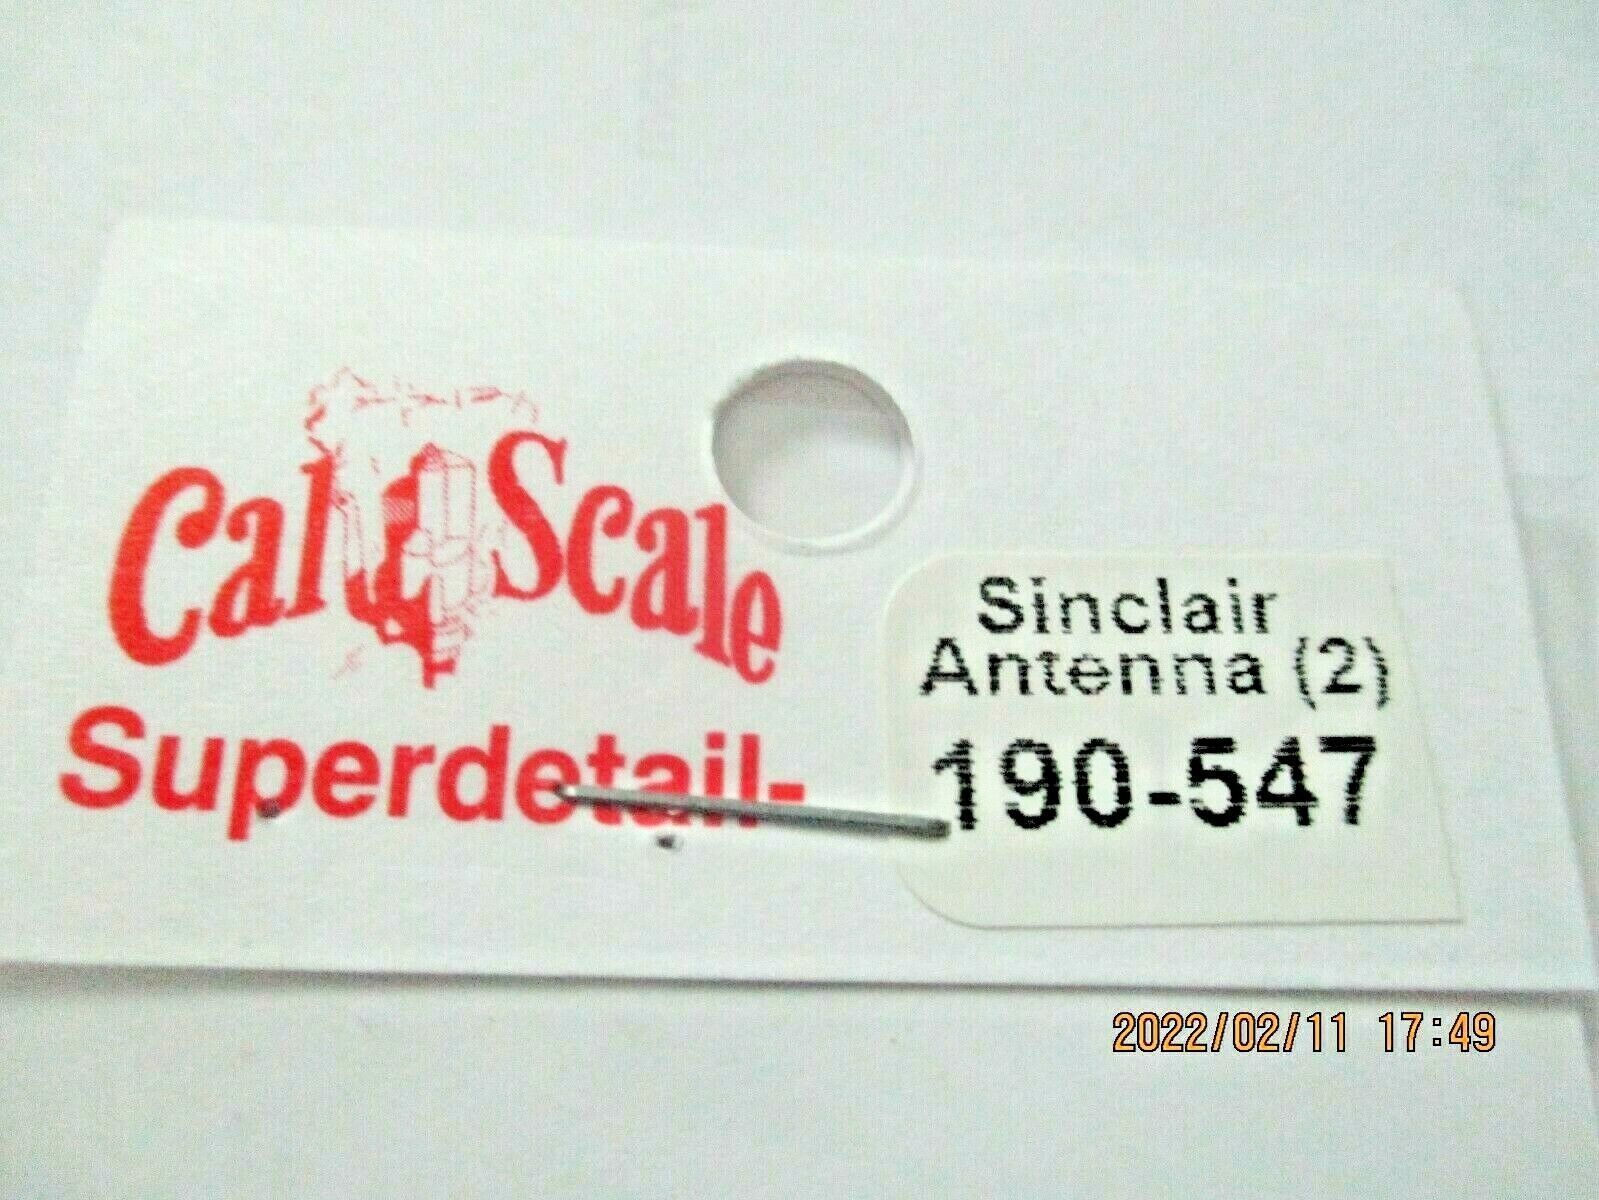 Cal Scale
Superdetail-
Sinclair
Antenna (2)
190-547
2022/02/11 17:49